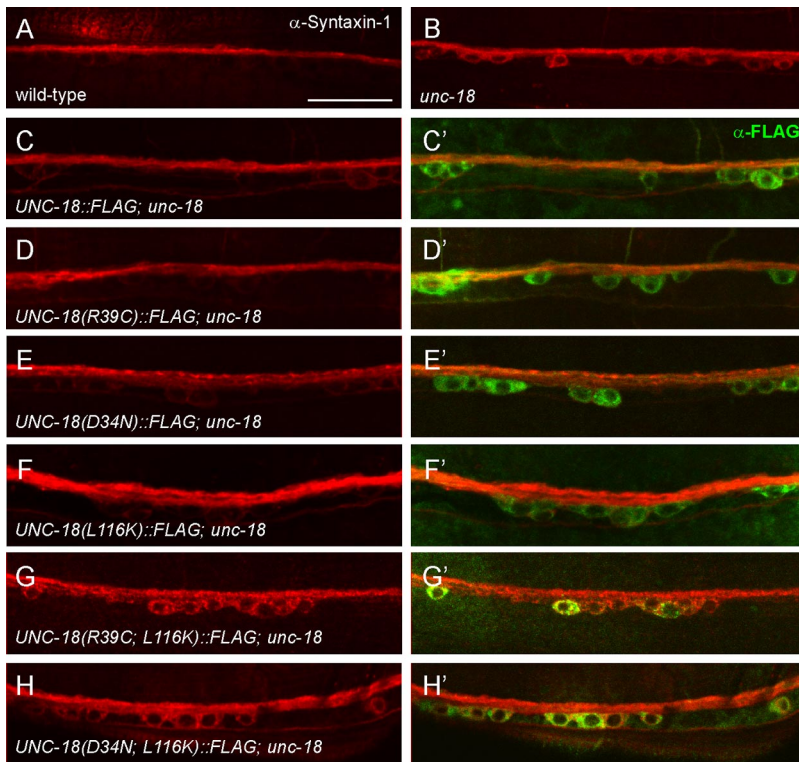 A
α-Syntaxin-1
wild-type
B
unc-18
C
UNC-18::FLAG; unc-18
C’
α-FLAG
D
UNC-18(R39C)::FLAG; unc-18
D’
E
UNC-18(D34N)::FLAG; unc-18
E’
F
UNC-18(L116K)::FLAG; unc-18
F’
G
UNC-18(R39C; L116K)::FLAG; unc-18
G’
H
UNC-18(D34N; L116K)::FLAG; unc-18
H’